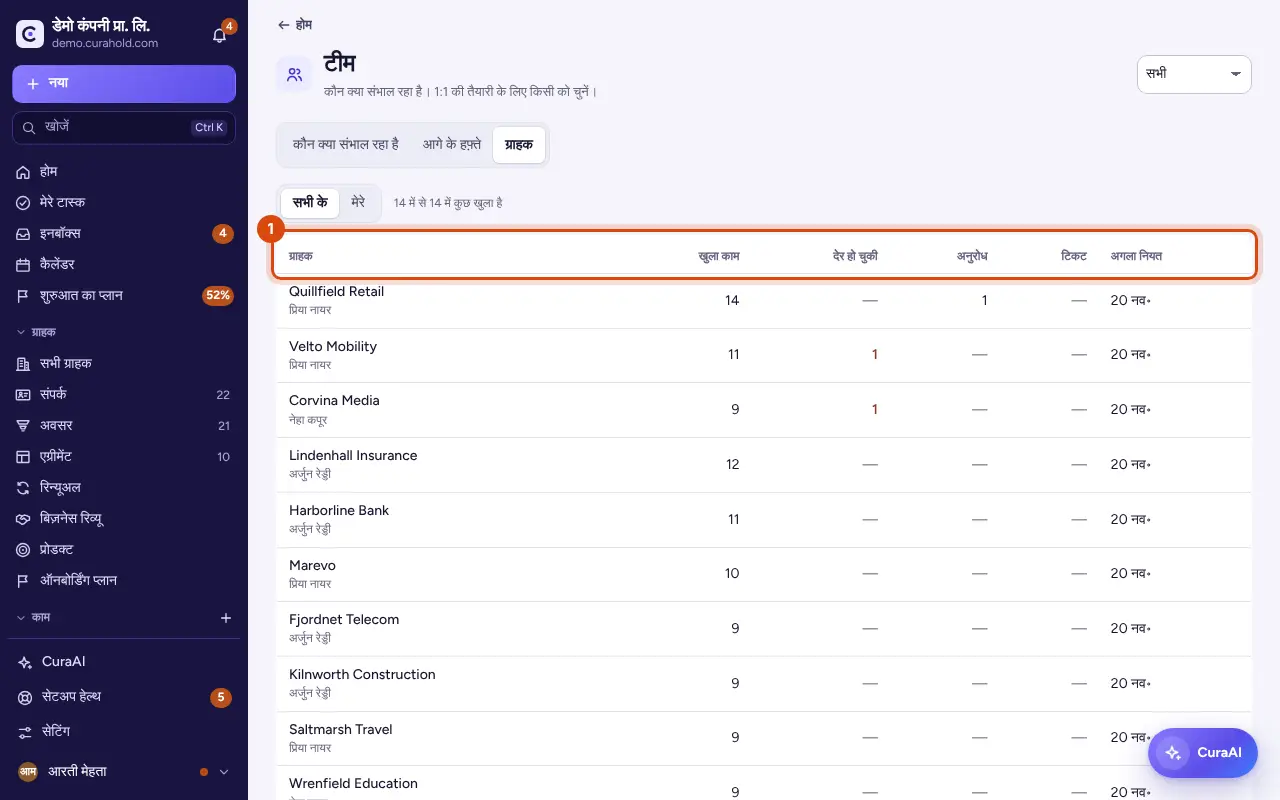 डेमो कंपनी प्रा. लि.
demo.curahold.com
4
नया
खोजें
Ctrl K
होम
मेरे टास्क
इनबॉक्स
4
कैलेंडर
शुरुआत का प्लान
52%
ग्राहक
सभी ग्राहक
संपर्क
22
अवसर
21
एग्रीमेंट
10
रिन्यूअल
बिज़नेस रिव्यू
प्रोडक्ट
ऑनबोर्डिंग प्लान
काम
CuraAI
सेटअप हेल्थ
5
सेटिंग
आम
आरती मेहता
होम
टीम
कौन क्या संभाल रहा है। 1:1 की तैयारी के लिए किसी को चुनें।
सभी
कौन क्या संभाल रहा है
आगे के हफ़्ते
ग्राहक
सभी के
मेरे
14 में से 14 में कुछ खुला है
1
ग्राहक खुला काम देर हो चुकी अनुरोध टिकट अगला नियत
Quillfield Retail
प्रिया नायर
14 — 1 — 20 नव॰
Velto Mobility
प्रिया नायर
11 1 — — 20 नव॰
Corvina Media
नेहा कपूर
9 1 — — 20 नव॰
Lindenhall Insurance
अर्जुन रेड्डी
12 — — — 20 नव॰
Harborline Bank
अर्जुन रेड्डी
11 — — — 20 नव॰
Marevo
प्रिया नायर
10 — — — 20 नव॰
Fjordnet Telecom
अर्जुन रेड्डी
9 — — — 20 नव॰
Kilnworth Construction
अर्जुन रेड्डी
9 — — — 20 नव॰
Saltmarsh Travel
प्रिया नायर
9 — — — 20 नव॰
Wrenfield Education
9 — — — 20 नव॰
CuraAI